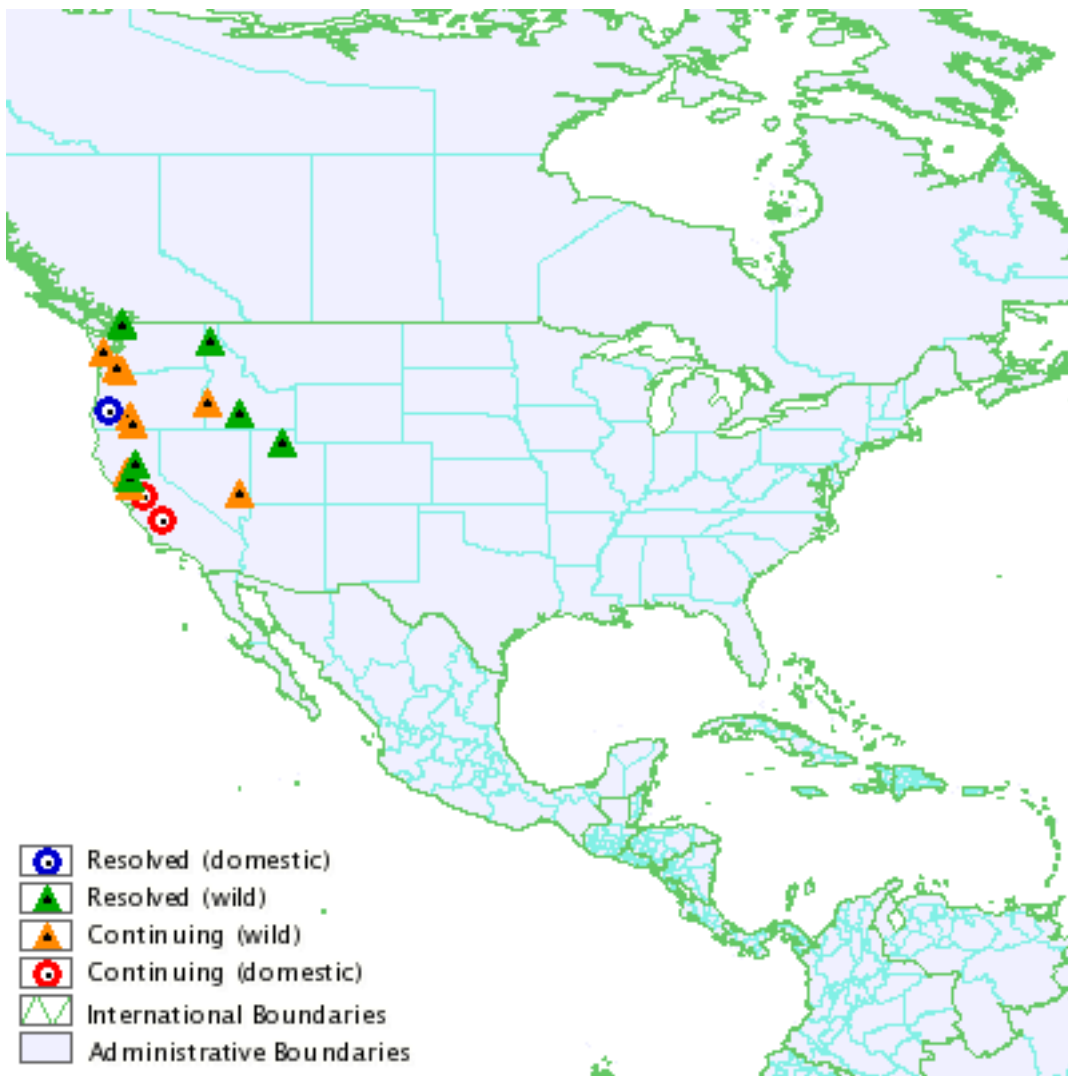 Resolved (domestic)
Resolved (wild)
Continuing (wild)
Continuing (domestic)
International Boundaries
Administrative Boundaries